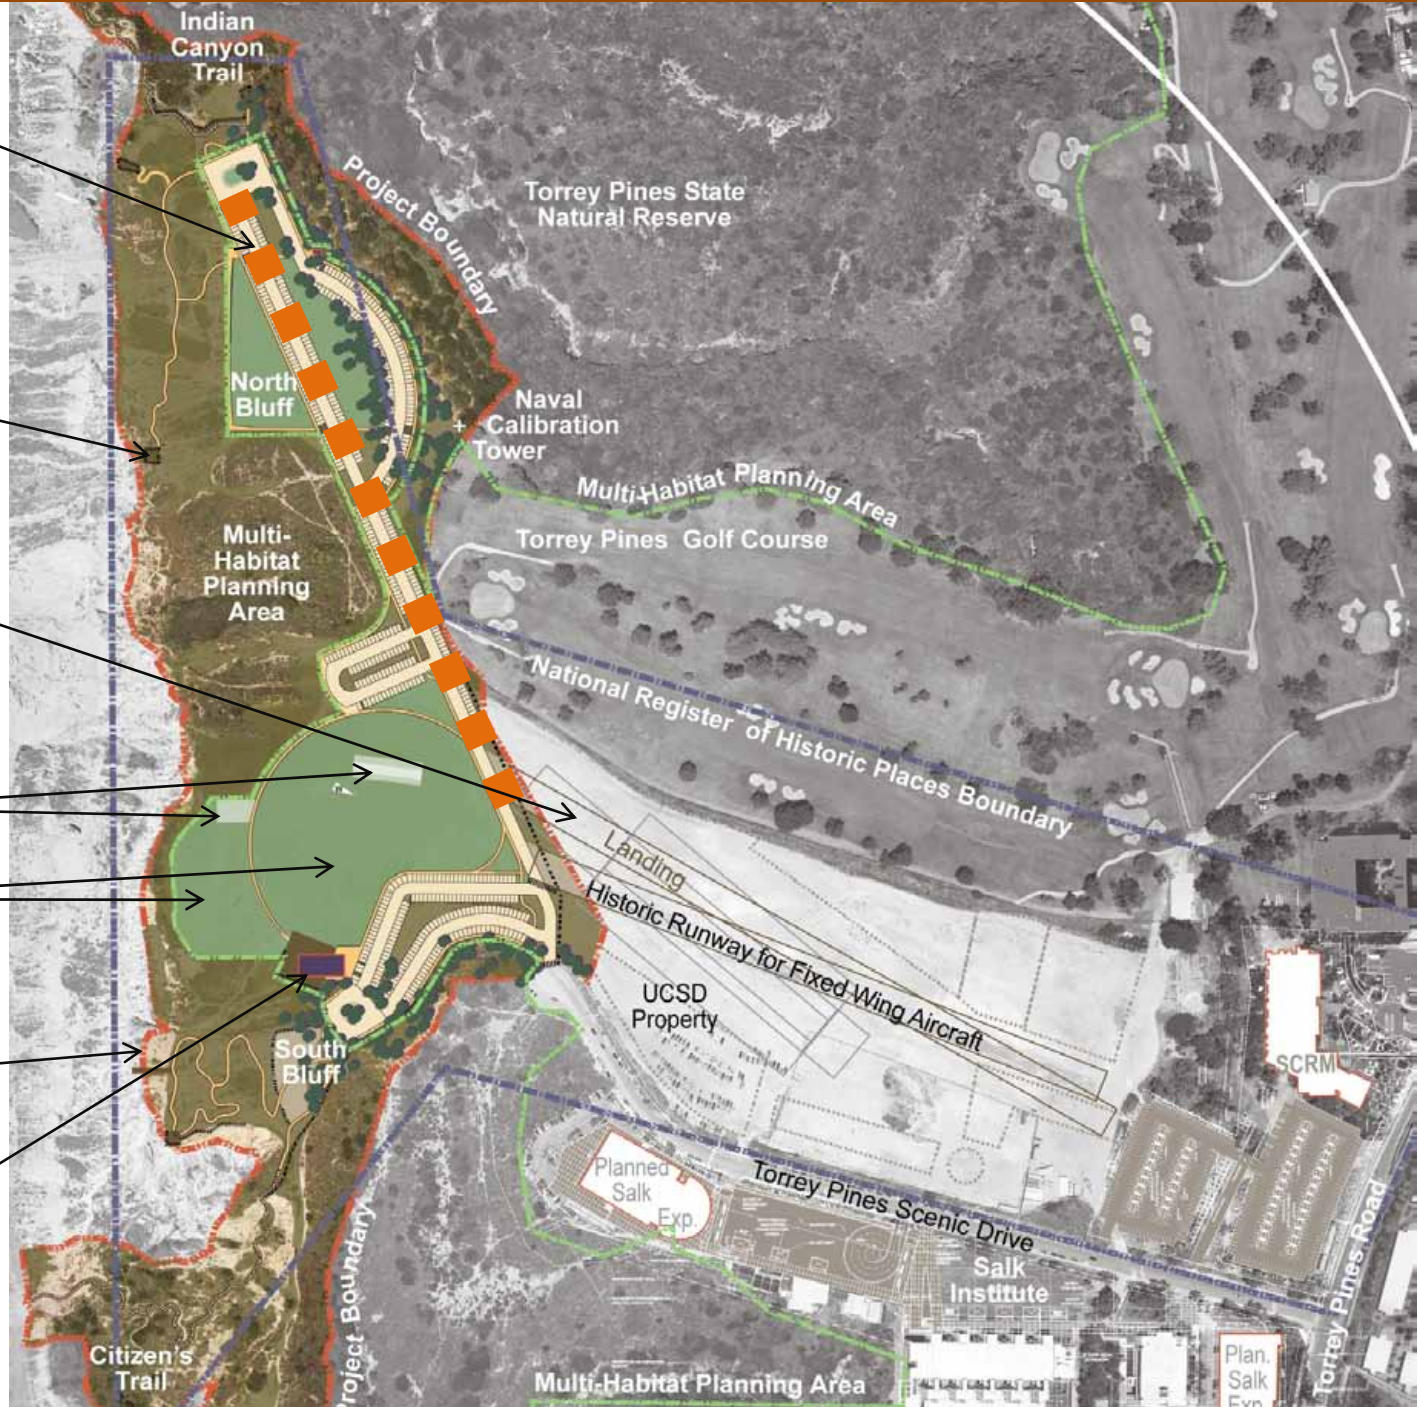 Indian
Canyon
Trail
Project Boundary
Torrey Pines State
Natural Reserve
North
Bluff
Naval
Calibration
Tower
Multi-Habitat Planning Area
Torrey Pines Golf Course
Multi-
Habitat
Planning
Area
National Register of Historic Places Boundary
Landing
Historic Runway for Fixed Wing Aircraft
UCSD
Property
South
Bluff
SCRM
Planned
Salk
Exp.
Torrey Pines Scenic Drive
Salk
Institute
Torrey Pines Road
Project Boundary
Citizen's
Trail
Multi-Habitat Planning Area
Plan.
Salk
Exp.